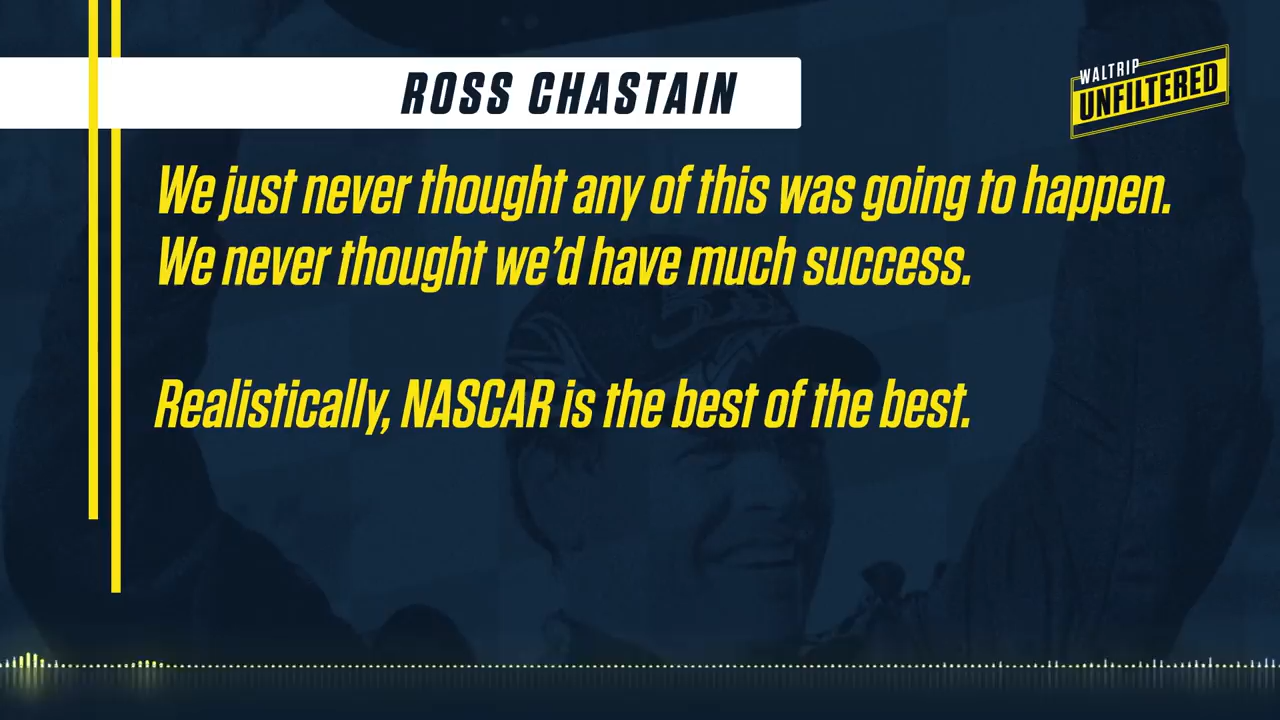 ROSS CHASTAIN
WALTRIP
UNFILTERED
We just never thought any of this was going to happen.
We never thought we’d have much success.
Realistically, NASCAR is the best of the best.